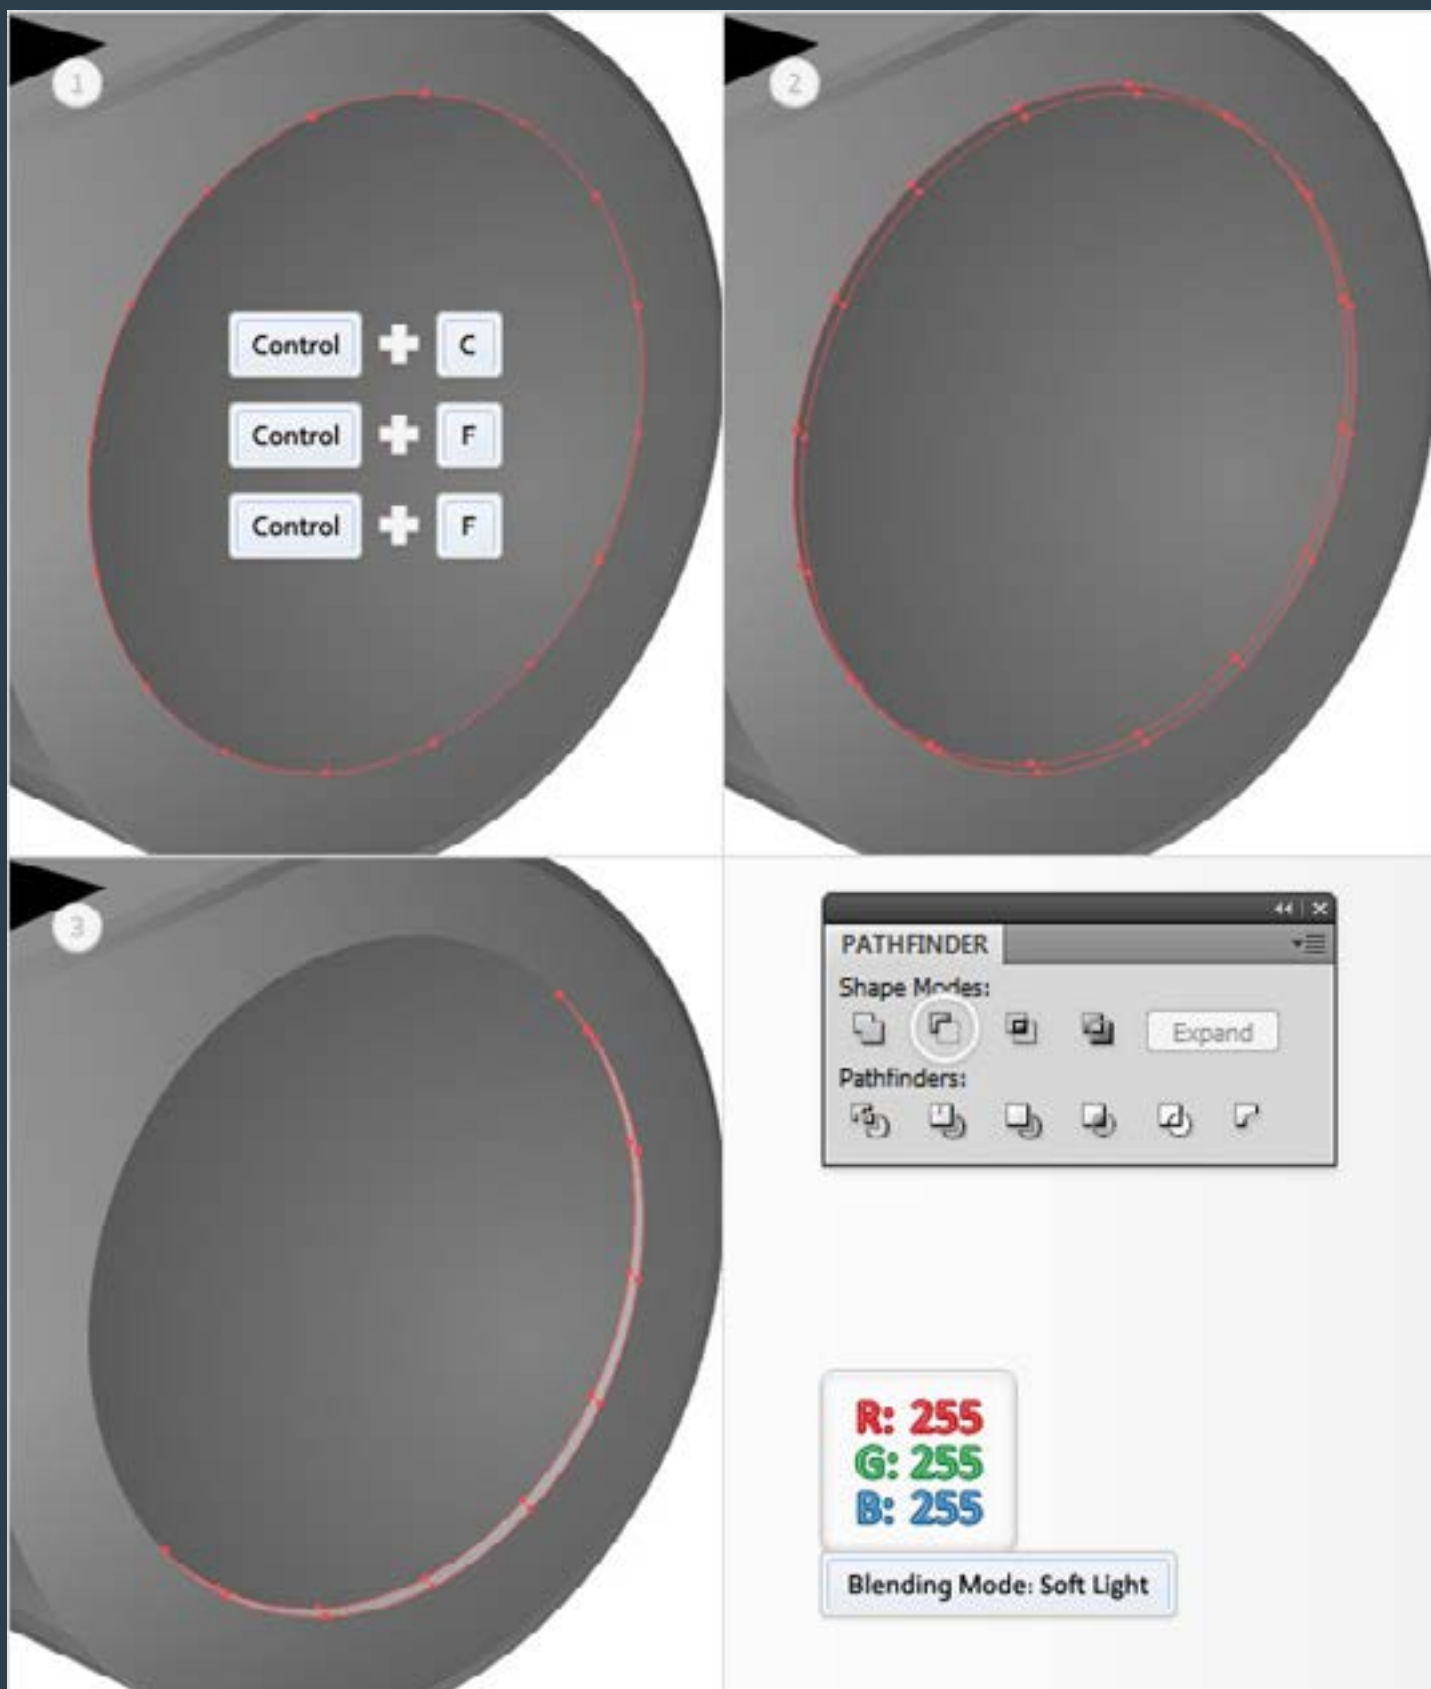 1
Control + C
Control + F
Control + F
2
3
PATHFINDER
Shape Modes:
Expand
Pathfinders:
R: 255
G: 255
B: 255
Blending Mode: Soft Light